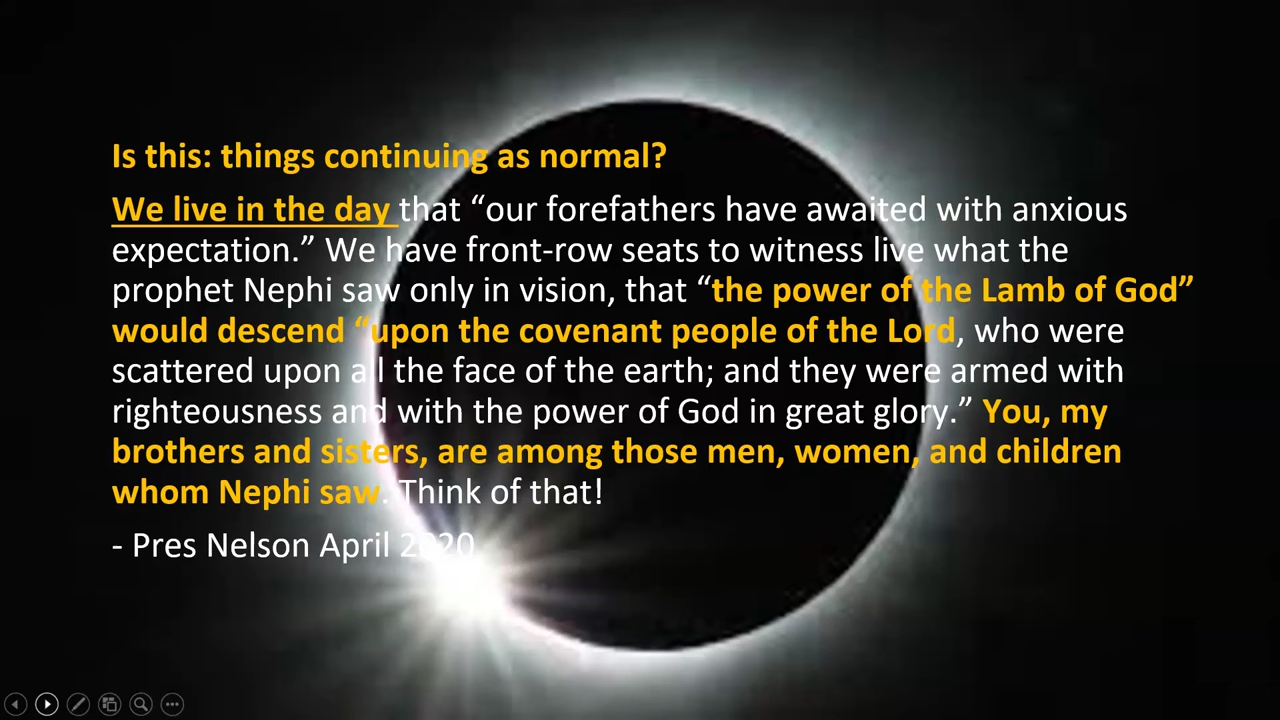 Is this: things continuing as normal?
We live in the day that “our forefathers have awaited with anxious
expectation.” We have front-row seats to witness live what the
prophet Nephi saw only in vision, that “the power of the Lamb of God”
would descend “upon the covenant people of the Lord, who were
scattered upon all the face of the earth; and they were armed with
righteousness and with the power of God in great glory.” You, my
brothers and sisters, are among those men, women, and children
whom Nephi saw. Think of that!
- Pres Nelson April 2020